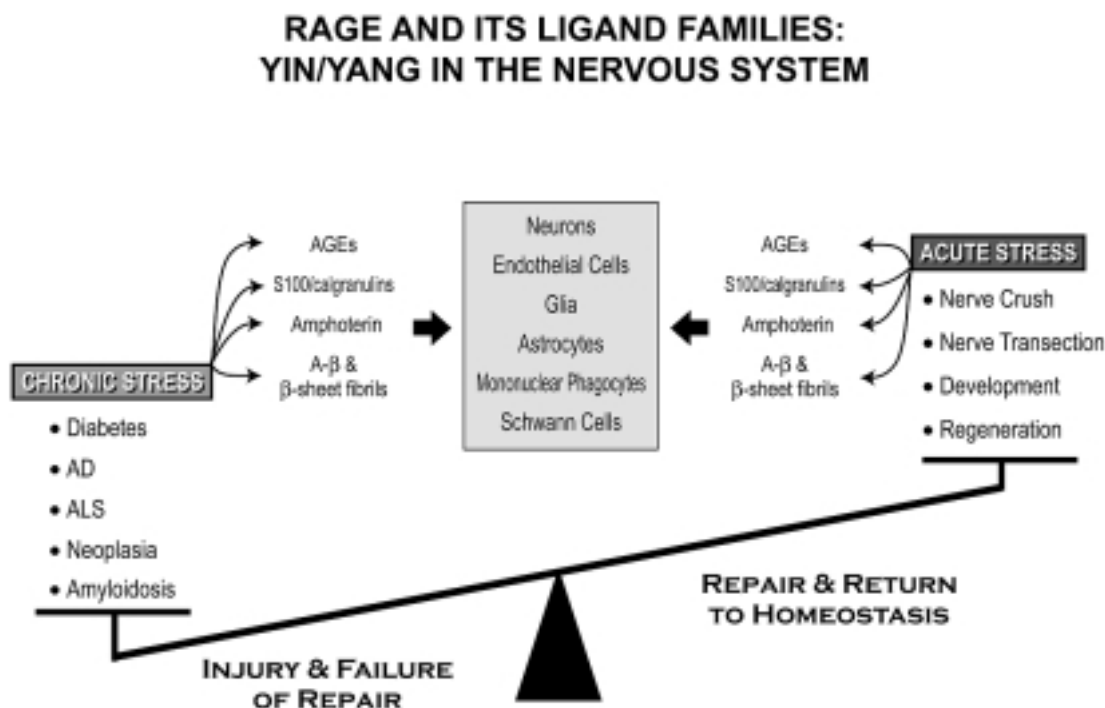 RAGE AND ITS LIGAND FAMILIES:
YIN/YANG IN THE NERVOUS SYSTEM
CHRONIC STRESS
• Diabetes
• AD
• ALS
• Neoplasia
• Amyloidosis
AGEs
S100/calgranulins
Amphoterin
A-β &
β-sheet fibrils
Neurons
Endothelial Cells
Glia
Astrocytes
Mononuclear Phagocytes
Schwann Cells
AGEs
S100/calgranulins
Amphoterin
A-β &
β-sheet fibrils
ACUTE STRESS
• Nerve Crush
• Nerve Transection
• Development
• Regeneration
INJURY & FAILURE
OF REPAIR
REPAIR & RETURN
TO HOMEOSTASIS